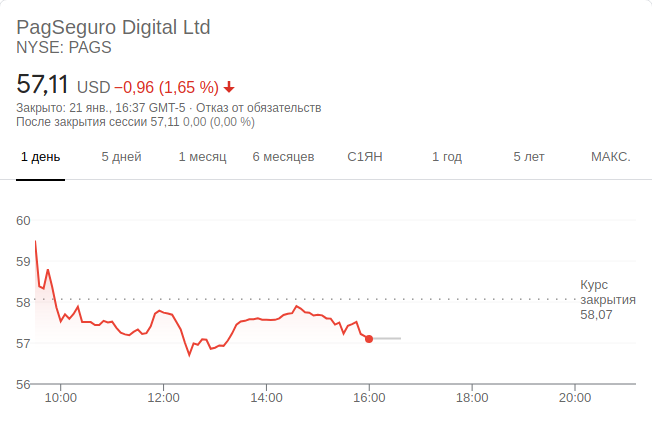 PagSeguro Digital Ltd
NYSE: PAGS
57,11 USD −0,96 (1,65 %)
Закрыто: 21 янв., 16:37 GMT-5 · Отказ от обязательств
После закрытия сессии 57,11 0,00 (0,00 %)
1 день 5 дней 1 месяц 6 месяцев С1ЯН 1 год 5 лет МАКС.
60
59
Курс
58 закрытия
58,07
57
56
10:00 12:00 14:00 16:00 18:00 20:00